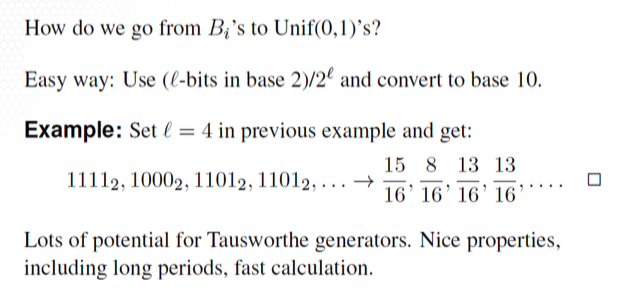 How do we go from Bᵢ's to Unif(0,1)'s?
Easy way: Use (ℓ-bits in base 2)/2^ℓ and convert to base 10.
Example: Set ℓ = 4 in previous example and get:
1111₂, 1000₂, 1101₂, 1101₂, ... → 15/16, 8/16, 13/16, 13/16, .... □
Lots of potential for Tausworthe generators. Nice properties,
including long periods, fast calculation.